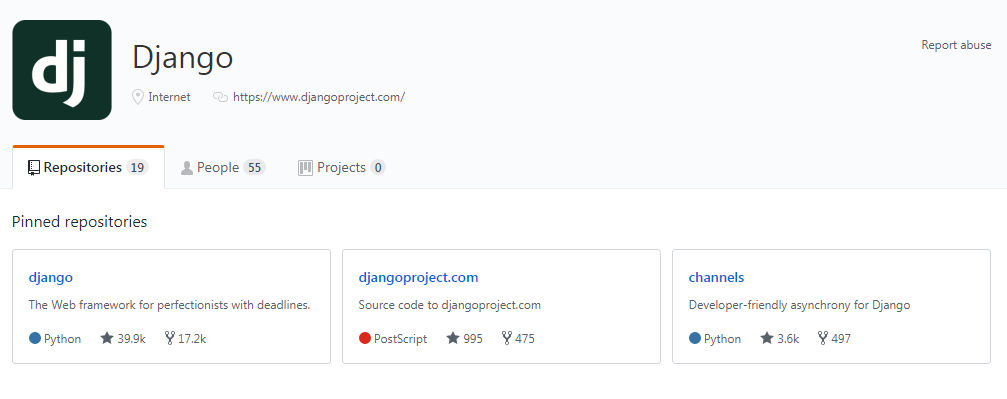 dj
Django
Report abuse
Internet https://www.djangoproject.com/
Repositories 19 People 55 Projects 0
Pinned repositories
django
The Web framework for perfectionists with deadlines.
Python 39.9k 17.2k
djangoproject.com
Source code to djangoproject.com
PostScript 995 475
channels
Developer-friendly asynchrony for Django
Python 3.6k 497